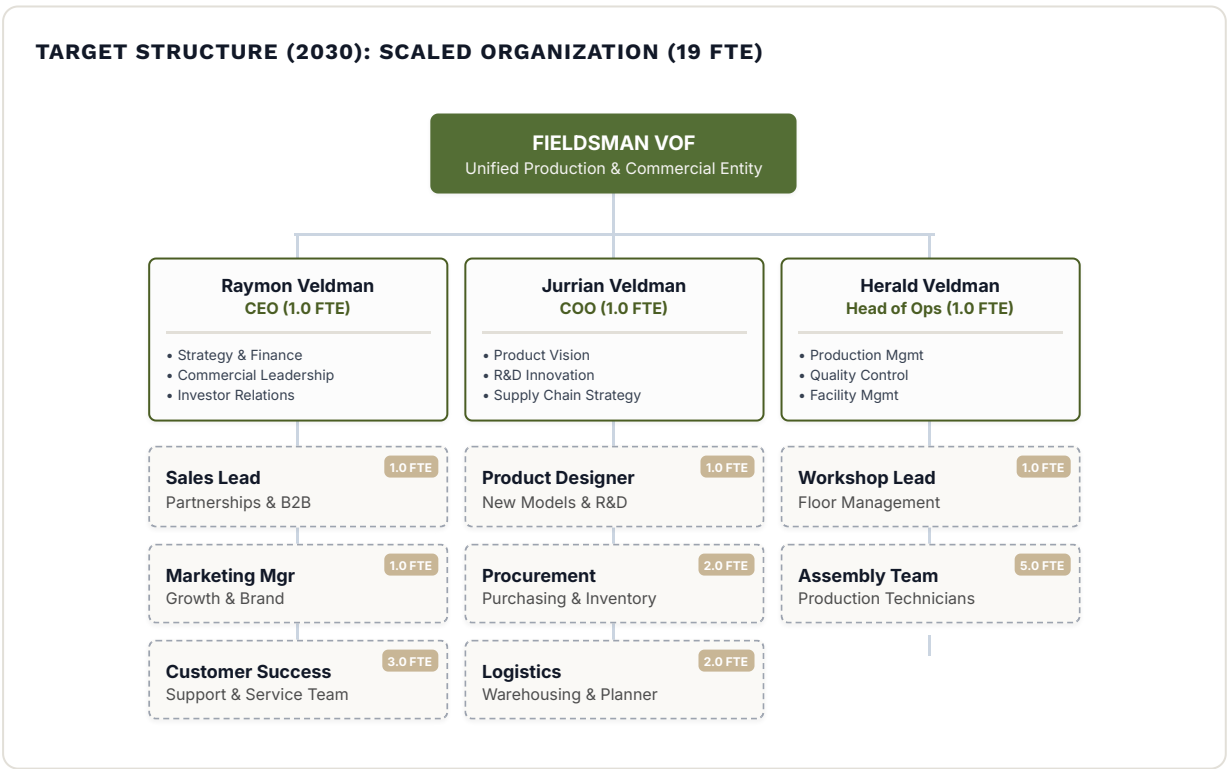 TARGET STRUCTURE (2030): SCALED ORGANIZATION (19 FTE)
FIELDSMAN VOF
Unified Production & Commercial Entity
Raymon Veldman
CEO (1.0 FTE)
• Strategy & Finance
• Commercial Leadership
• Investor Relations
Sales Lead
1.0 FTE
Partnerships & B2B
Marketing Mgr
1.0 FTE
Growth & Brand
Customer Success
3.0 FTE
Support & Service Team
Jurrian Veldman
COO (1.0 FTE)
• Product Vision
• R&D Innovation
• Supply Chain Strategy
Product Designer
1.0 FTE
New Models & R&D
Procurement
2.0 FTE
Purchasing & Inventory
Logistics
2.0 FTE
Warehousing & Planner
Herald Veldman
Head of Ops (1.0 FTE)
• Production Mgmt
• Quality Control
• Facility Mgmt
Workshop Lead
1.0 FTE
Floor Management
Assembly Team
5.0 FTE
Production Technicians